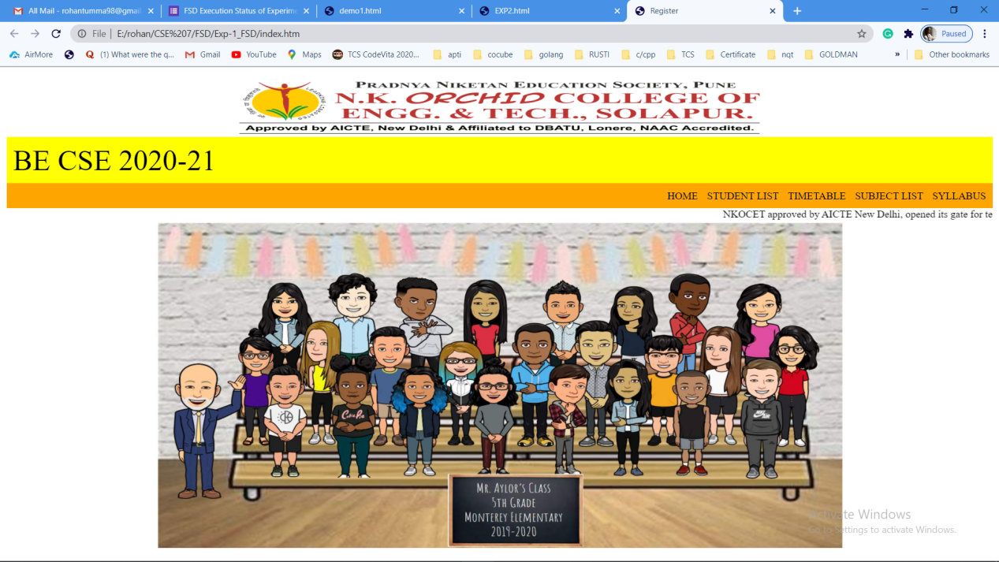 All Mail - rohantumma98@gmail
FSD Execution Status of Experime
demo1.html
EXP2.html
Register
File | E:/rohan/CSE%207/FSD/Exp-1_FSD/index.htm
Paused
AirMore
(1) What were the q...
Gmail
YouTube
Maps
TCS CodeVita 2020...
apti
cocube
golang
RUSTI
c/cpp
TCS
Certificate
nqt
GOLDMAN
»
Other bookmarks
PRADNYA NIKETAN EDUCATION SOCIETY, PUNE
N.K. ORCHID COLLEGE OF
ENGG. & TECH., SOLAPUR.
Approved by AICTE, New Delhi & Affiliated to DBATU, Lonere, NAAC Accredited.
BE CSE 2020-21
HOME STUDENT LIST TIMETABLE SUBJECT LIST SYLLABUS
NKOCET approved by AICTE New Delhi, opened its gate for te
MR. AYLOR'S CLASS
5TH GRADE
MONTEREY ELEMENTARY
2019-2020
Activate Windows
Go to Settings to activate Windows.